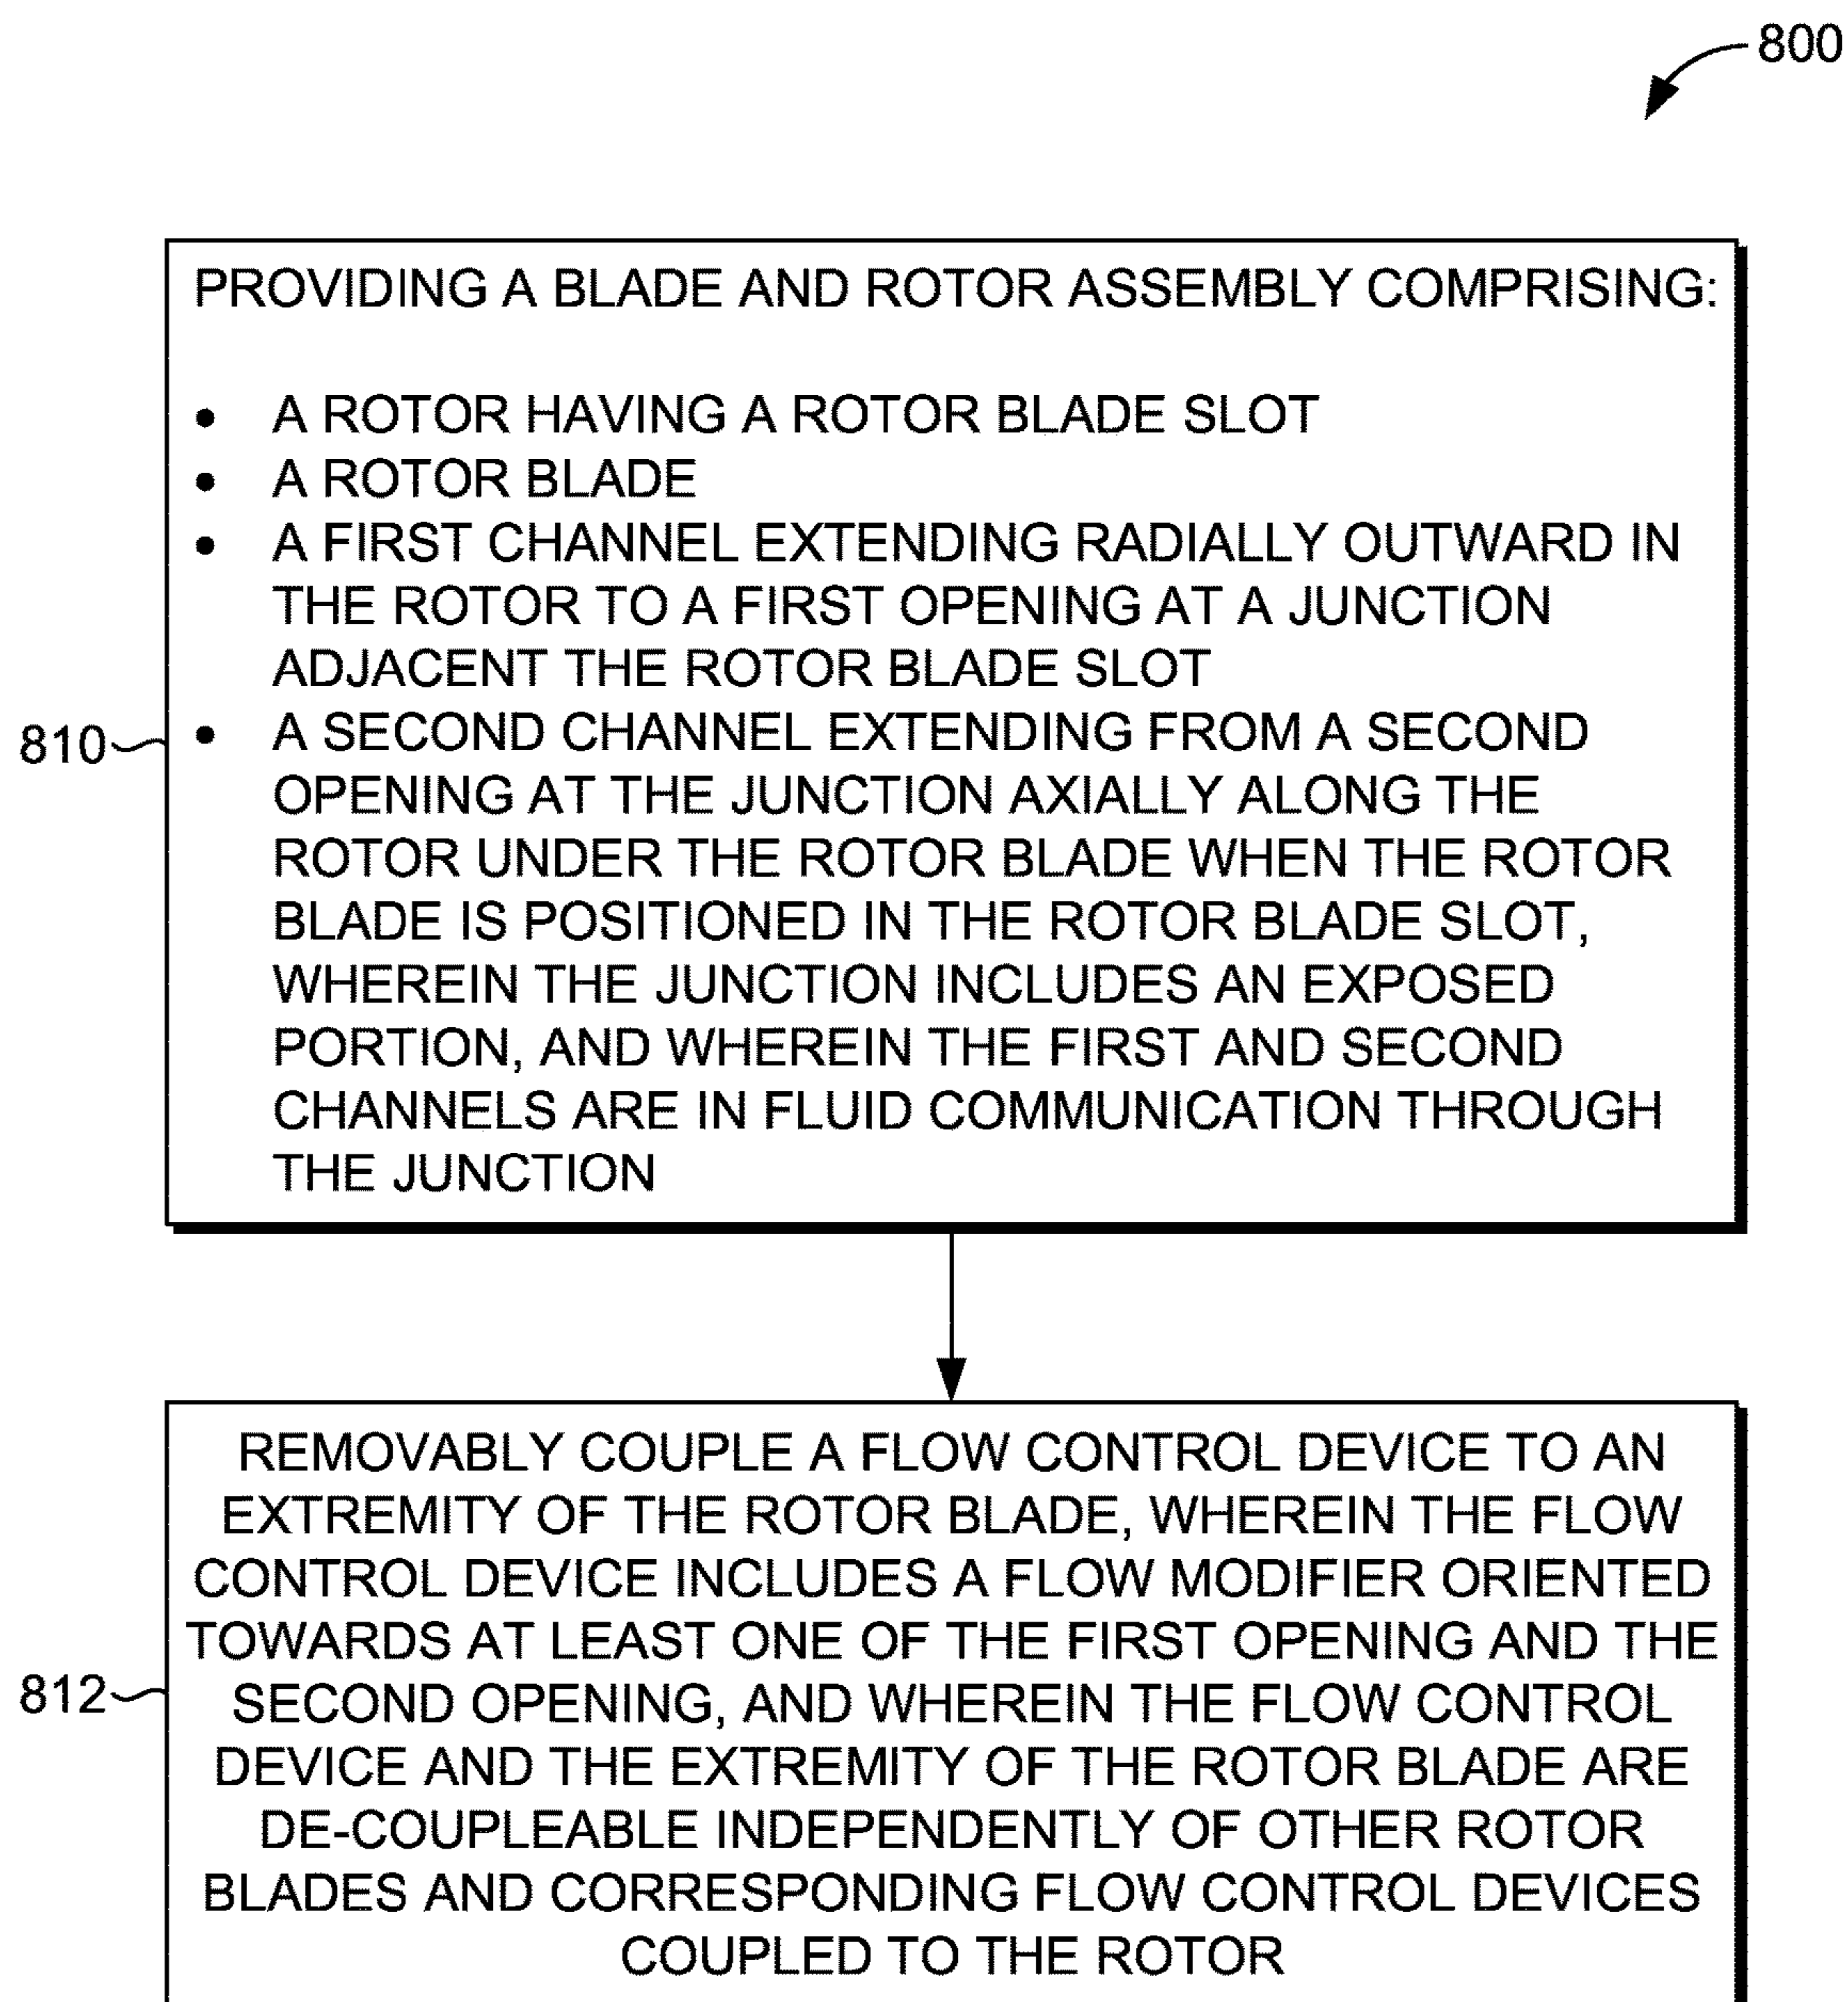 800
PROVIDING A BLADE AND ROTOR ASSEMBLY COMPRISING:
• A ROTOR HAVING A ROTOR BLADE SLOT
• A ROTOR BLADE
• A FIRST CHANNEL EXTENDING RADIALLY OUTWARD IN
THE ROTOR TO A FIRST OPENING AT A JUNCTION
ADJACENT THE ROTOR BLADE SLOT
810
• A SECOND CHANNEL EXTENDING FROM A SECOND
OPENING AT THE JUNCTION AXIALLY ALONG THE
ROTOR UNDER THE ROTOR BLADE WHEN THE ROTOR
BLADE IS POSITIONED IN THE ROTOR BLADE SLOT,
WHEREIN THE JUNCTION INCLUDES AN EXPOSED
PORTION, AND WHEREIN THE FIRST AND SECOND
CHANNELS ARE IN FLUID COMMUNICATION THROUGH
THE JUNCTION
REMOVABLY COUPLE A FLOW CONTROL DEVICE TO AN
EXTREMITY OF THE ROTOR BLADE, WHEREIN THE FLOW
CONTROL DEVICE INCLUDES A FLOW MODIFIER ORIENTED
TOWARDS AT LEAST ONE OF THE FIRST OPENING AND THE
812
SECOND OPENING, AND WHEREIN THE FLOW CONTROL
DEVICE AND THE EXTREMITY OF THE ROTOR BLADE ARE
DE-COUPLEABLE INDEPENDENTLY OF OTHER ROTOR
BLADES AND CORRESPONDING FLOW CONTROL DEVICES
COUPLED TO THE ROTOR